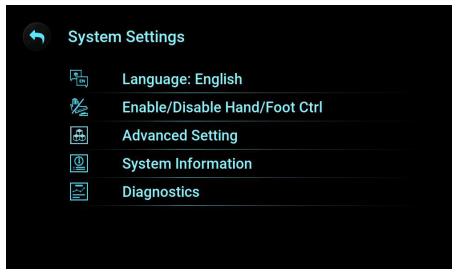 System Settings
Language: English
Enable/Disable Hand/Foot Ctrl
Advanced Setting
System Information
Diagnostics